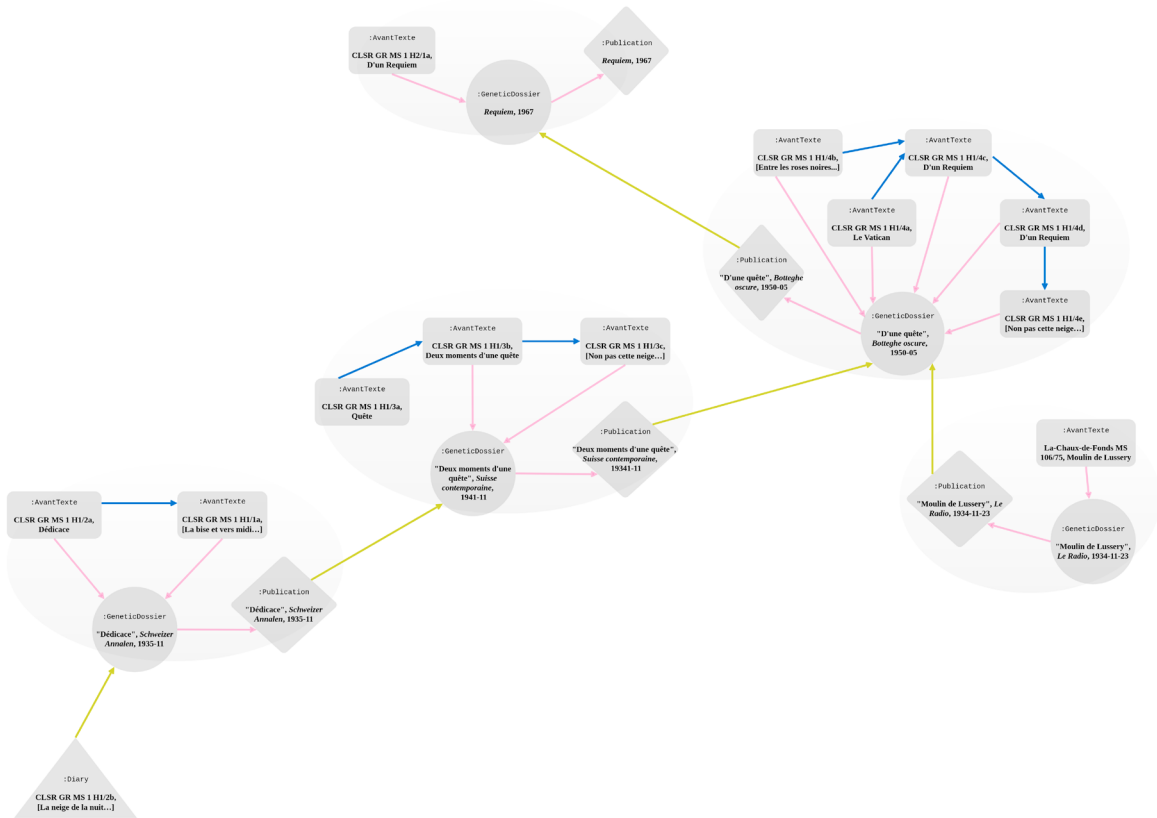 :AvantTexte
CLSR GR MS 1 H2/1a,
D'un Requiem
:Publication
Requiem, 1967
:GeneticDossier
Requiem, 1967
:AvantTexte
CLSR GR MS 1 H1/4b,
[Entre les roses noires...]
:AvantTexte
CLSR GR MS 1 H1/4c,
D'un Requiem
:AvantTexte
CLSR GR MS 1 H1/4a,
Le Vatican
:AvantTexte
CLSR GR MS 1 H1/4d,
D'un Requiem
:Publication
"D'une quête", Botteghe
oscure, 1950-05
:GeneticDossier
"D'une quête",
Botteghe oscure,
1950-05
:AvantTexte
CLSR GR MS 1 H1/4e,
[Non pas cette neige…]
:AvantTexte
CLSR GR MS 1 H1/3b,
Deux moments d'une quête
:AvantTexte
CLSR GR MS 1 H1/3c,
[Non pas cette neige…]
:AvantTexte
CLSR GR MS 1 H1/3a,
Quête
:GeneticDossier
"Deux moments d'une
quête", Suisse
contemporaine,
1941-11
:Publication
"Deux moments d'une quête",
Suisse contemporaine,
19341-11
:AvantTexte
La-Chaux-de-Fonds MS
106/75, Moulin de Lussery
:Publication
"Moulin de Lussery", Le
Radio, 1934-11-23
:GeneticDossier
"Moulin de Lussery",
Le Radio, 1934-11-23
:AvantTexte
CLSR GR MS 1 H1/2a,
Dédicace
:AvantTexte
CLSR GR MS 1 H1/1a,
[La bise et vers midi…]
:GeneticDossier
"Dédicace", Schweizer
Annalen, 1935-11
:Publication
"Dédicace", Schweizer
Annalen, 1935-11
:Diary
CLSR GR MS 1 H1/2b,
[La neige de la nuit…]